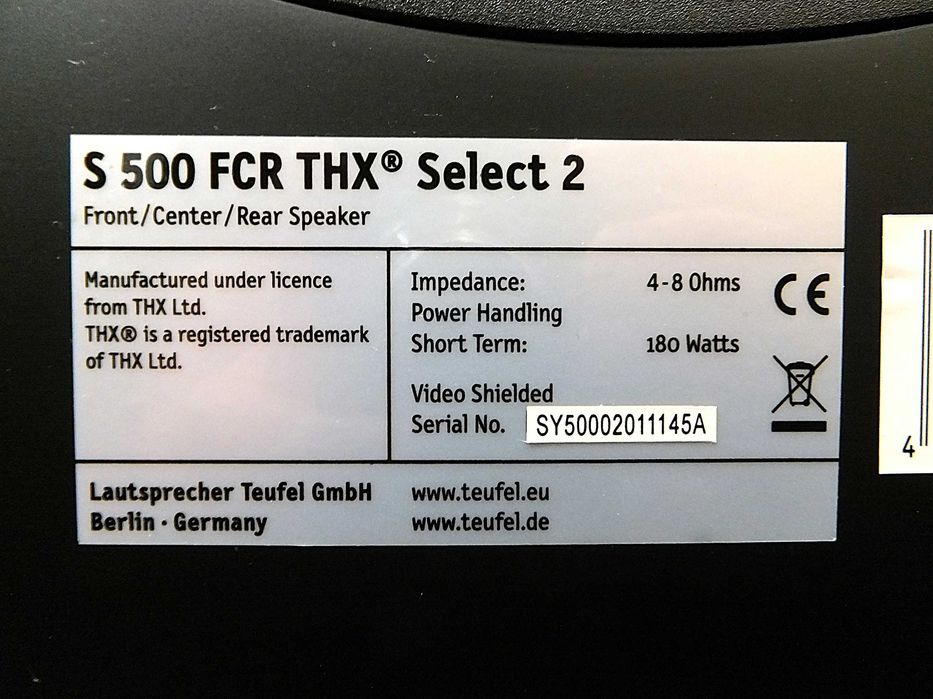 S 500 FCR THX® Select 2
Front/Center/Rear Speaker
Manufactured under licence
from THX Ltd.
THX® is a registered trademark
of THX Ltd.
Impedance: 4-8 Ohms
Power Handling
Short Term: 180 Watts
Video Shielded
Serial No. SY50002011145A
CE
Lautsprecher Teufel GmbH
Berlin · Germany
www.teufel.eu
www.teufel.de
4